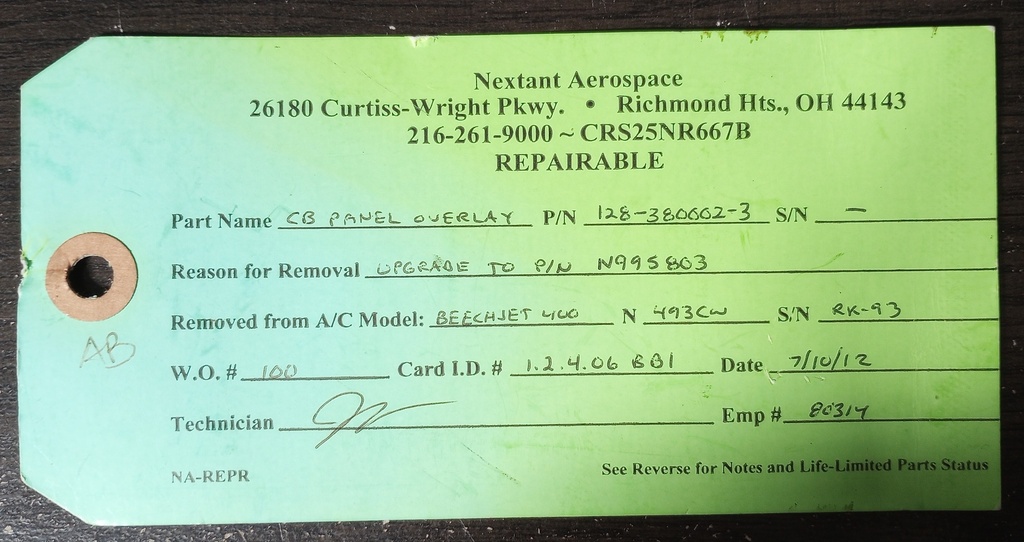 Nextant Aerospace
26180 Curtiss-Wright Pkwy. • Richmond Hts., OH 44143
216-261-9000 ~ CRS25NR667B
REPAIRABLE
Part Name CB PANEL OVERLAY P/N 128-380602-3 S/N —
Reason for Removal UPGRADE TO P/N N995803
Removed from A/C Model: BEECHJET 400 N 493CW S/N RK-93
AB
W.O. # 100 Card I.D. # 1.2.4.06 BB1 Date 7/10/12
Technician Emp # 80314
NA-REPR See Reverse for Notes and Life-Limited Parts Status